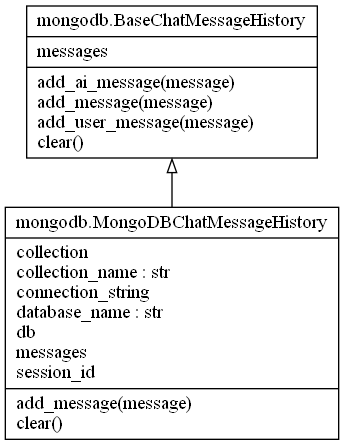 mongodb.BaseChatMessageHistory
messages
add_ai_message(message)
add_message(message)
add_user_message(message)
clear()
mongodb.MongoDBChatMessageHistory
collection
collection_name : str
connection_string
database_name : str
db
messages
session_id
add_message(message)
clear()